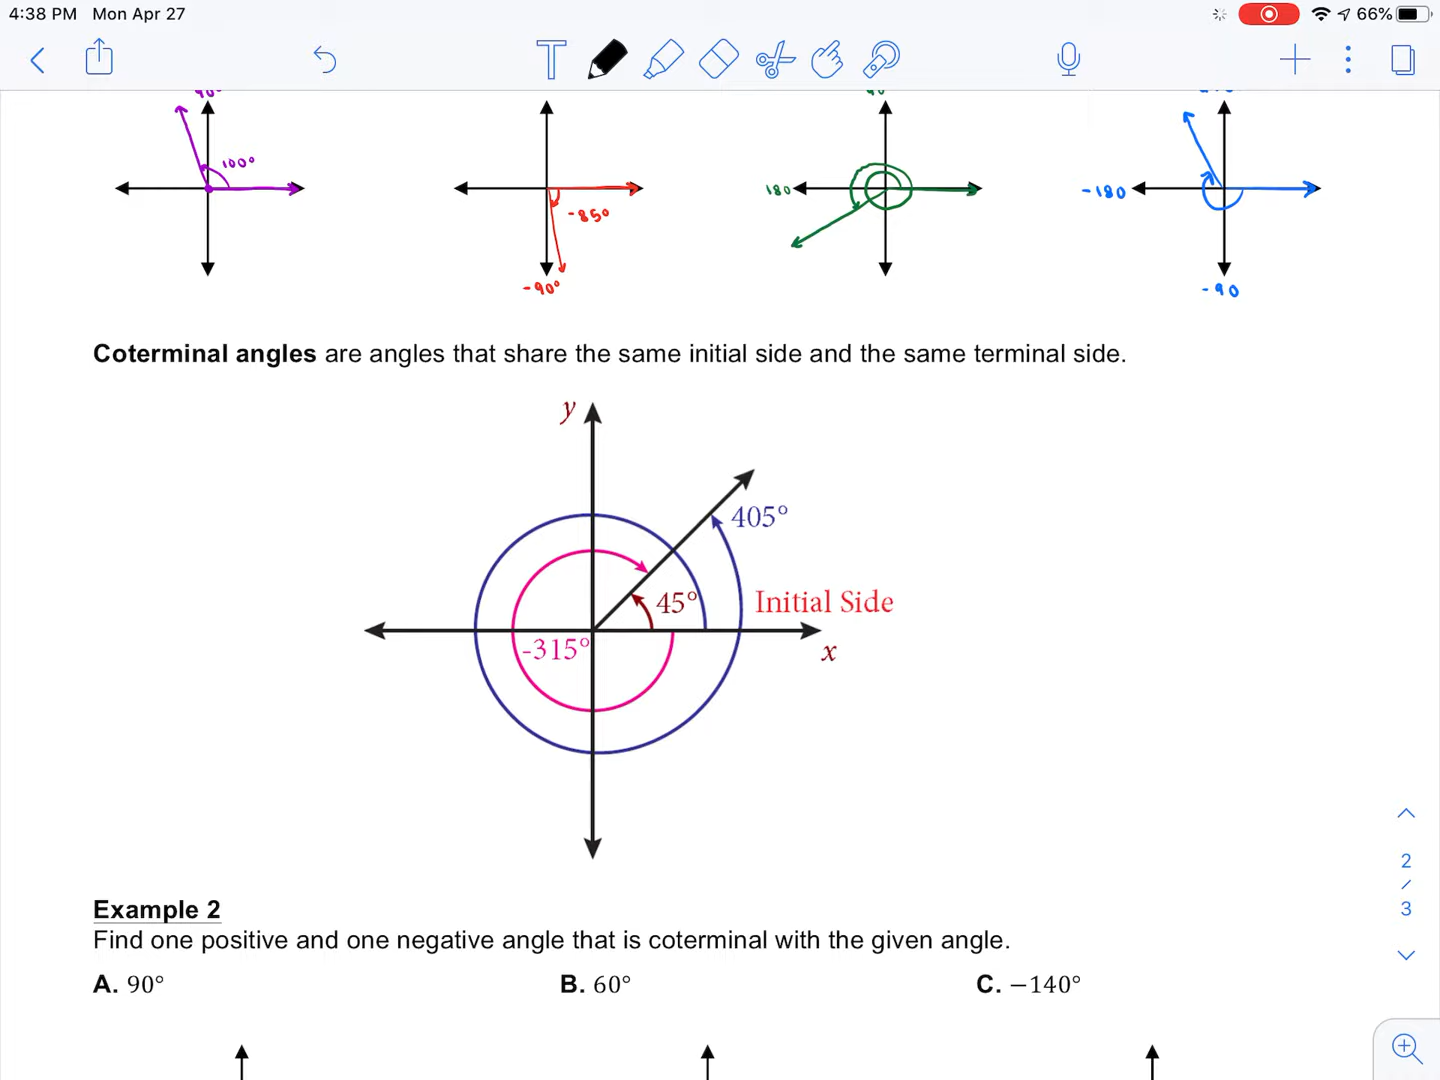 4:38 PM Mon Apr 27 66%
100°
-85°
-90°
180
-180
-90
Coterminal angles are angles that share the same initial side and the same terminal side.
y
405°
45°
Initial Side
-315°
x
2
/
3
Example 2
Find one positive and one negative angle that is coterminal with the given angle.
A. 90° B. 60° C. −140°